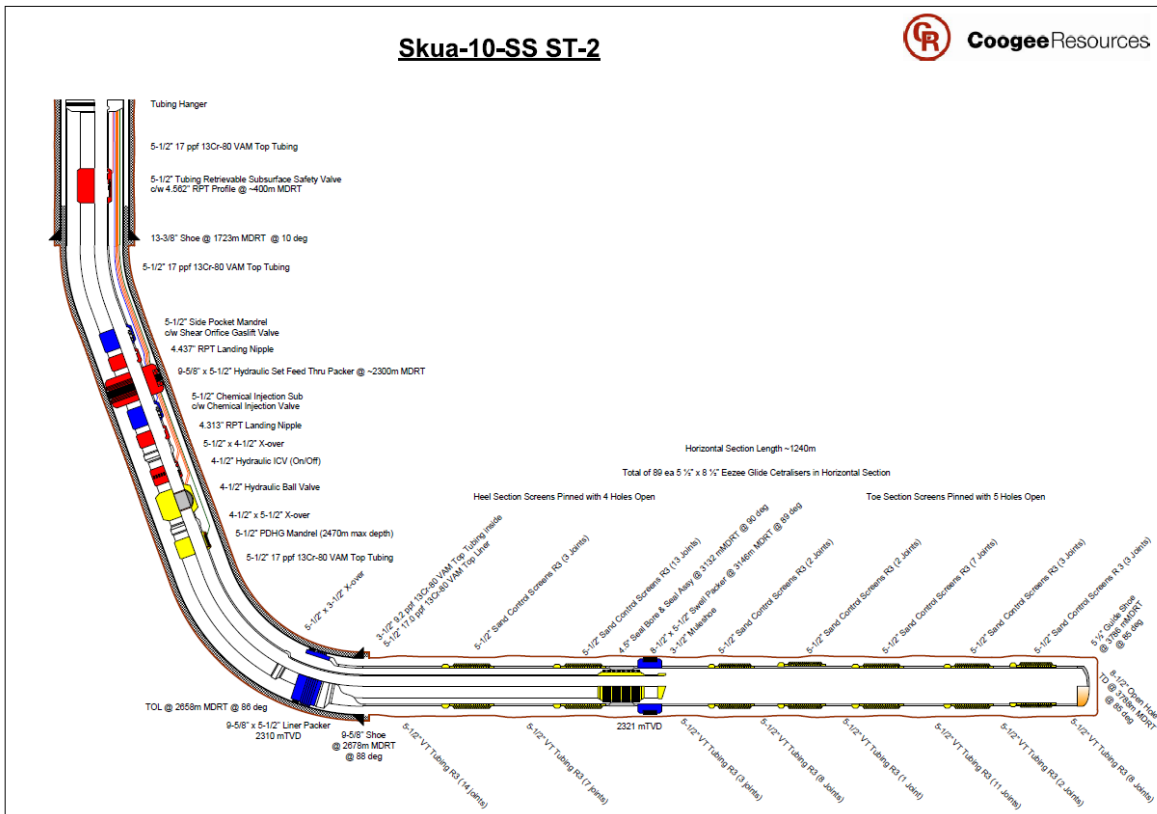 Skua-10-SS ST-2
CR
Coogee Resources
Tubing Hanger
5-1/2" 17 ppf 13Cr-80 VAM Top Tubing
5-1/2" Tubing Retrievable Subsurface Safety Valve
c/w 4.562" RPT Profile @ ~400m MDRT
13-3/8" Shoe @ 1723m MDRT @ 10 deg
5-1/2" 17 ppf 13Cr-80 VAM Top Tubing
5-1/2" Side Pocket Mandrel
c/w Shear Orifice Gaslift Valve
4.437" RPT Landing Nipple
9-5/8" x 5-1/2" Hydraulic Set Feed Thru Packer @ ~2300m MDRT
5-1/2" Chemical Injection Sub
c/w Chemical Injection Valve
4.313" RPT Landing Nipple
5-1/2" x 4-1/2" X-over
4-1/2" Hydraulic ICV (On/Off)
4-1/2" Hydraulic Ball Valve
4-1/2" x 5-1/2" X-over
5-1/2" PDHG Mandrel (2470m max depth)
5-1/2" 17 ppf 13Cr-80 VAM Top Tubing
Horizontal Section Length ~1240m
Total of 89 ea 5 ½" x 8 ½" Eezee Glide Cetralisers in Horizontal Section
Heel Section Screens Pinned with 4 Holes Open
Toe Section Screens Pinned with 5 Holes Open
5-1/2" x 3-1/2" X-over
3-1/2" 9.2 ppf 13Cr-80 VAM Top Tubing inside
5-1/2" 17.0 ppf 13Cr-80 VAM Top Liner
5-1/2" Sand Control Screens R3 (3 Joints)
5-1/2" Sand Control Screens R3 (13 Joints)
4.5" Seal Bore & Seal Assy @ 3132 mMDRT @ 90 deg
8-1/2" x 5-1/2" Swell Packer @ 3146m MDRT @ 89 deg
3-1/2" Muleshoe
5-1/2" Sand Control Screens R3 (2 Joints)
5-1/2" Sand Control Screens R3 (2 Joints)
5-1/2" Sand Control Screens R3 (7 Joints)
5-1/2" Sand Control Screens R3 (3 Joints)
5-1/2" Sand Control Screens R 3 (3 Joints)
5 ½" Guide Shoe
@ 3786 mMDRT
@ 85 deg
8-1/2" Open Hole
TD @ 3788m MDRT
@ 85 deg
TOL @ 2658m MDRT @ 86 deg
9-5/8" x 5-1/2" Liner Packer
2310 mTVD
9-5/8" Shoe
@ 2678m MDRT
@ 88 deg
2321 mTVD
5-1/2" VT Tubing R3 (14 joints)
5-1/2" VT Tubing R3 (7 joints)
5-1/2" VT Tubing R3 (3 joints)
5-1/2" VT Tubing R3 (8 Joints)
5-1/2" VT Tubing R3 (1 Joint)
5-1/2" VT Tubing R3 (11 Joints)
5-1/2" VT Tubing R3 (2 Joints)
5-1/2" VT Tubing R3 (8 Joints)